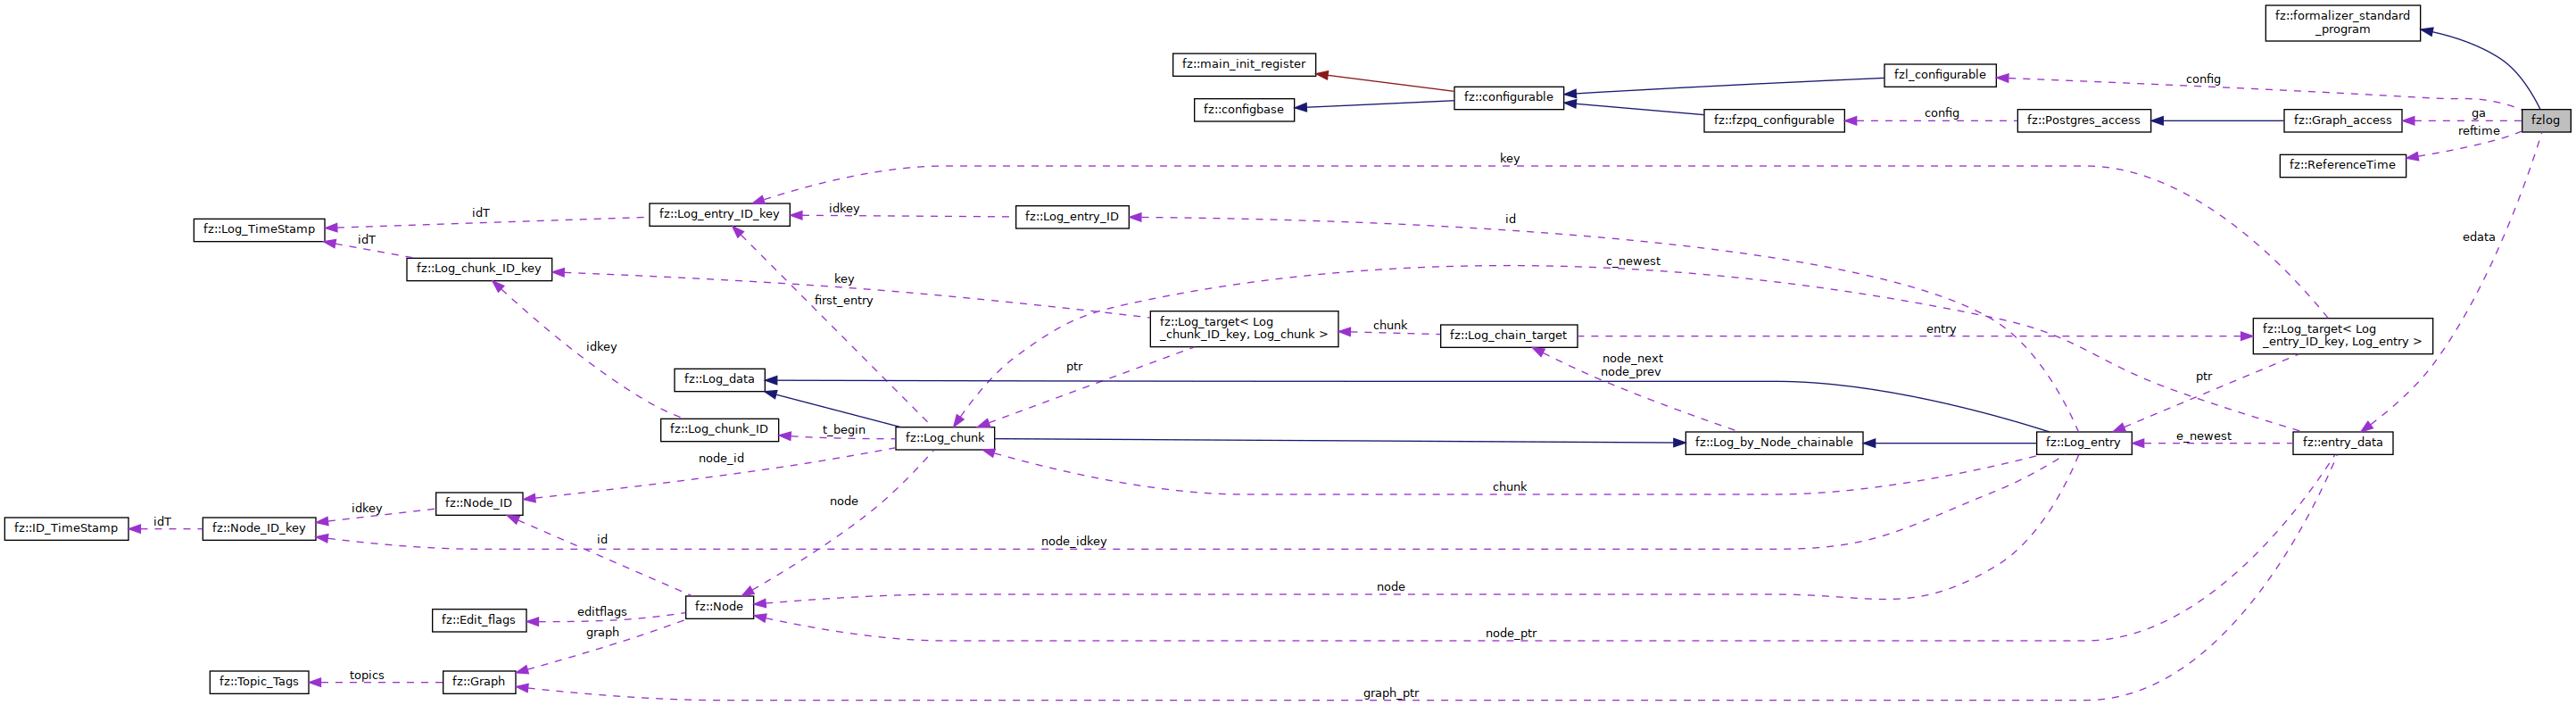 fz::formalizer_standard
_program
fz::main_init_register
fzl_configurable
config
fz::configurable
fz::configbase
fz::fzpq_configurable
config
fz::Postgres_access
fz::Graph_access
ga
fzlog
reftime
fz::ReferenceTime
key
idT
fz::Log_entry_ID_key
idkey
fz::Log_entry_ID
id
fz::Log_TimeStamp
idT
edata
fz::Log_chunk_ID_key
c_newest
key
first_entry
fz::Log_target< Log
_chunk_ID_key, Log_chunk >
chunk
fz::Log_chain_target
entry
fz::Log_target< Log
_entry_ID_key, Log_entry >
idkey
ptr
node_next
node_prev
ptr
fz::Log_data
fz::Log_chunk_ID
t_begin
fz::Log_chunk
fz::Log_by_Node_chainable
fz::Log_entry
e_newest
fz::entry_data
node_id
chunk
fz::Node_ID
node
idkey
fz::ID_TimeStamp
idT
fz::Node_ID_key
id
node_idkey
node
fz::Node
editflags
fz::Edit_flags
graph
node_ptr
fz::Topic_Tags
topics
fz::Graph
graph_ptr